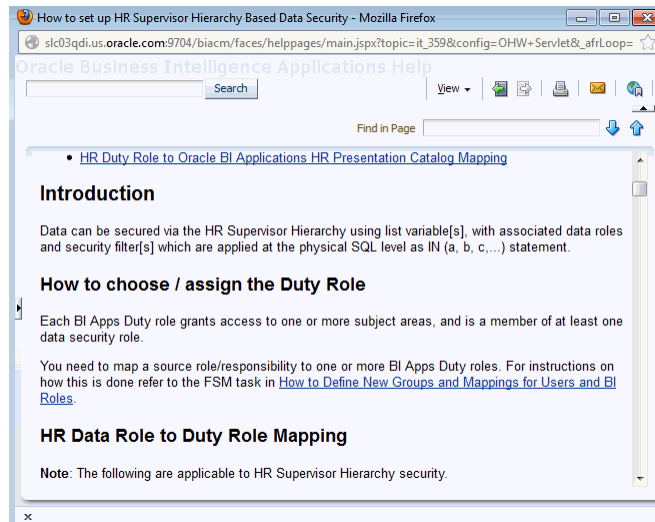 How to set up HR Supervisor Hierarchy Based Data Security - Mozilla Firefox
slc03qdi.us.oracle.com:9704/biacm/faces/helppages/main.jspx?topic=it_359&config=OHW+Servlet&_afrLoop=
Oracle Business Intelligence Applications Help
Search
View
Find in Page
• HR Duty Role to Oracle BI Applications HR Presentation Catalog Mapping
Introduction
Data can be secured via the HR Supervisor Hierarchy using list variable[s], with associated data roles
and security filter[s] which are applied at the physical SQL level as IN (a, b, c,...) statement.
How to choose / assign the Duty Role
Each BI Apps Duty role grants access to one or more subject areas, and is a member of at least one
data security role.
You need to map a source role/responsibility to one or more BI Apps Duty roles. For instructions on
how this is done refer to the FSM task in How to Define New Groups and Mappings for Users and BI
Roles.
HR Data Role to Duty Role Mapping
Note: The following are applicable to HR Supervisor Hierarchy security.
x